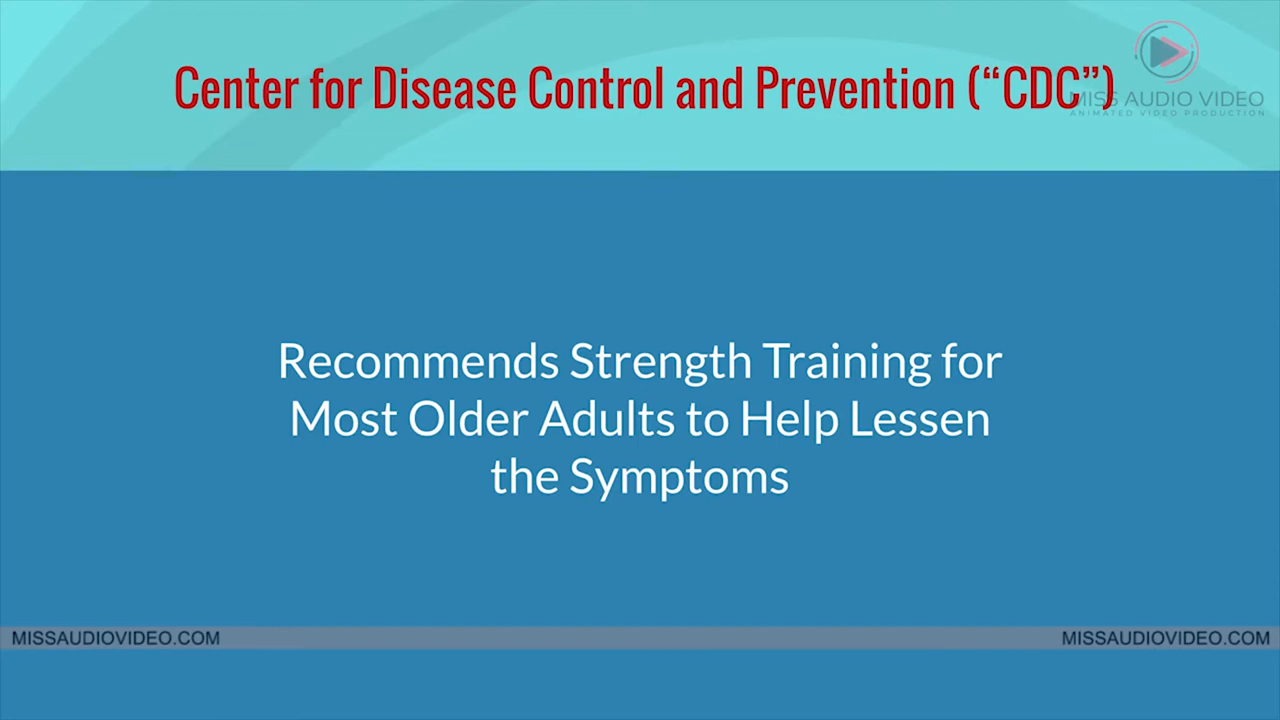 Center for Disease Control and Prevention (“CDC”)
MISS AUDIO VIDEO
ANIMATED VIDEO PRODUCTION
Recommends Strength Training for
Most Older Adults to Help Lessen
the Symptoms
MISSAUDIOVIDEO.COM
MISSAUDIOVIDEO.COM